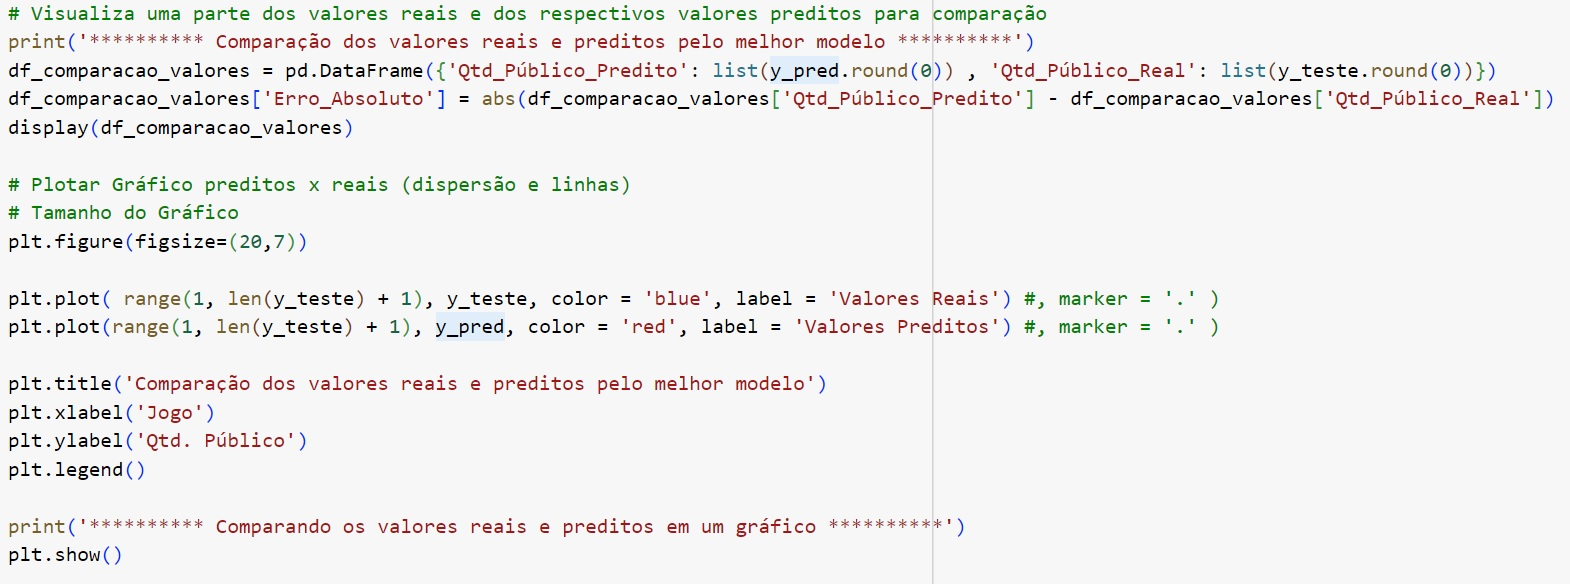 # Visualiza uma parte dos valores reais e dos respectivos valores preditos para comparação
print('********** Comparação dos valores reais e preditos pelo melhor modelo **********')
df_comparacao_valores = pd.DataFrame({'Qtd_Público_Predito': list(y_pred.round(0)) , 'Qtd_Público_Real': list(y_teste.round(0))})
df_comparacao_valores['Erro_Absoluto'] = abs(df_comparacao_valores['Qtd_Público_Predito'] - df_comparacao_valores['Qtd_Público_Real'])
display(df_comparacao_valores)
# Plotar Gráfico preditos x reais (dispersão e linhas)
# Tamanho do Gráfico
plt.figure(figsize=(20,7))
plt.plot( range(1, len(y_teste) + 1), y_teste, color = 'blue', label = 'Valores Reais') #, marker = '.' )
plt.plot(range(1, len(y_teste) + 1), y_pred, color = 'red', label = 'Valores Preditos') #, marker = '.' )
plt.title('Comparação dos valores reais e preditos pelo melhor modelo')
plt.xlabel('Jogo')
plt.ylabel('Qtd. Público')
plt.legend()
print('********** Comparando os valores reais e preditos em um gráfico **********')
plt.show()